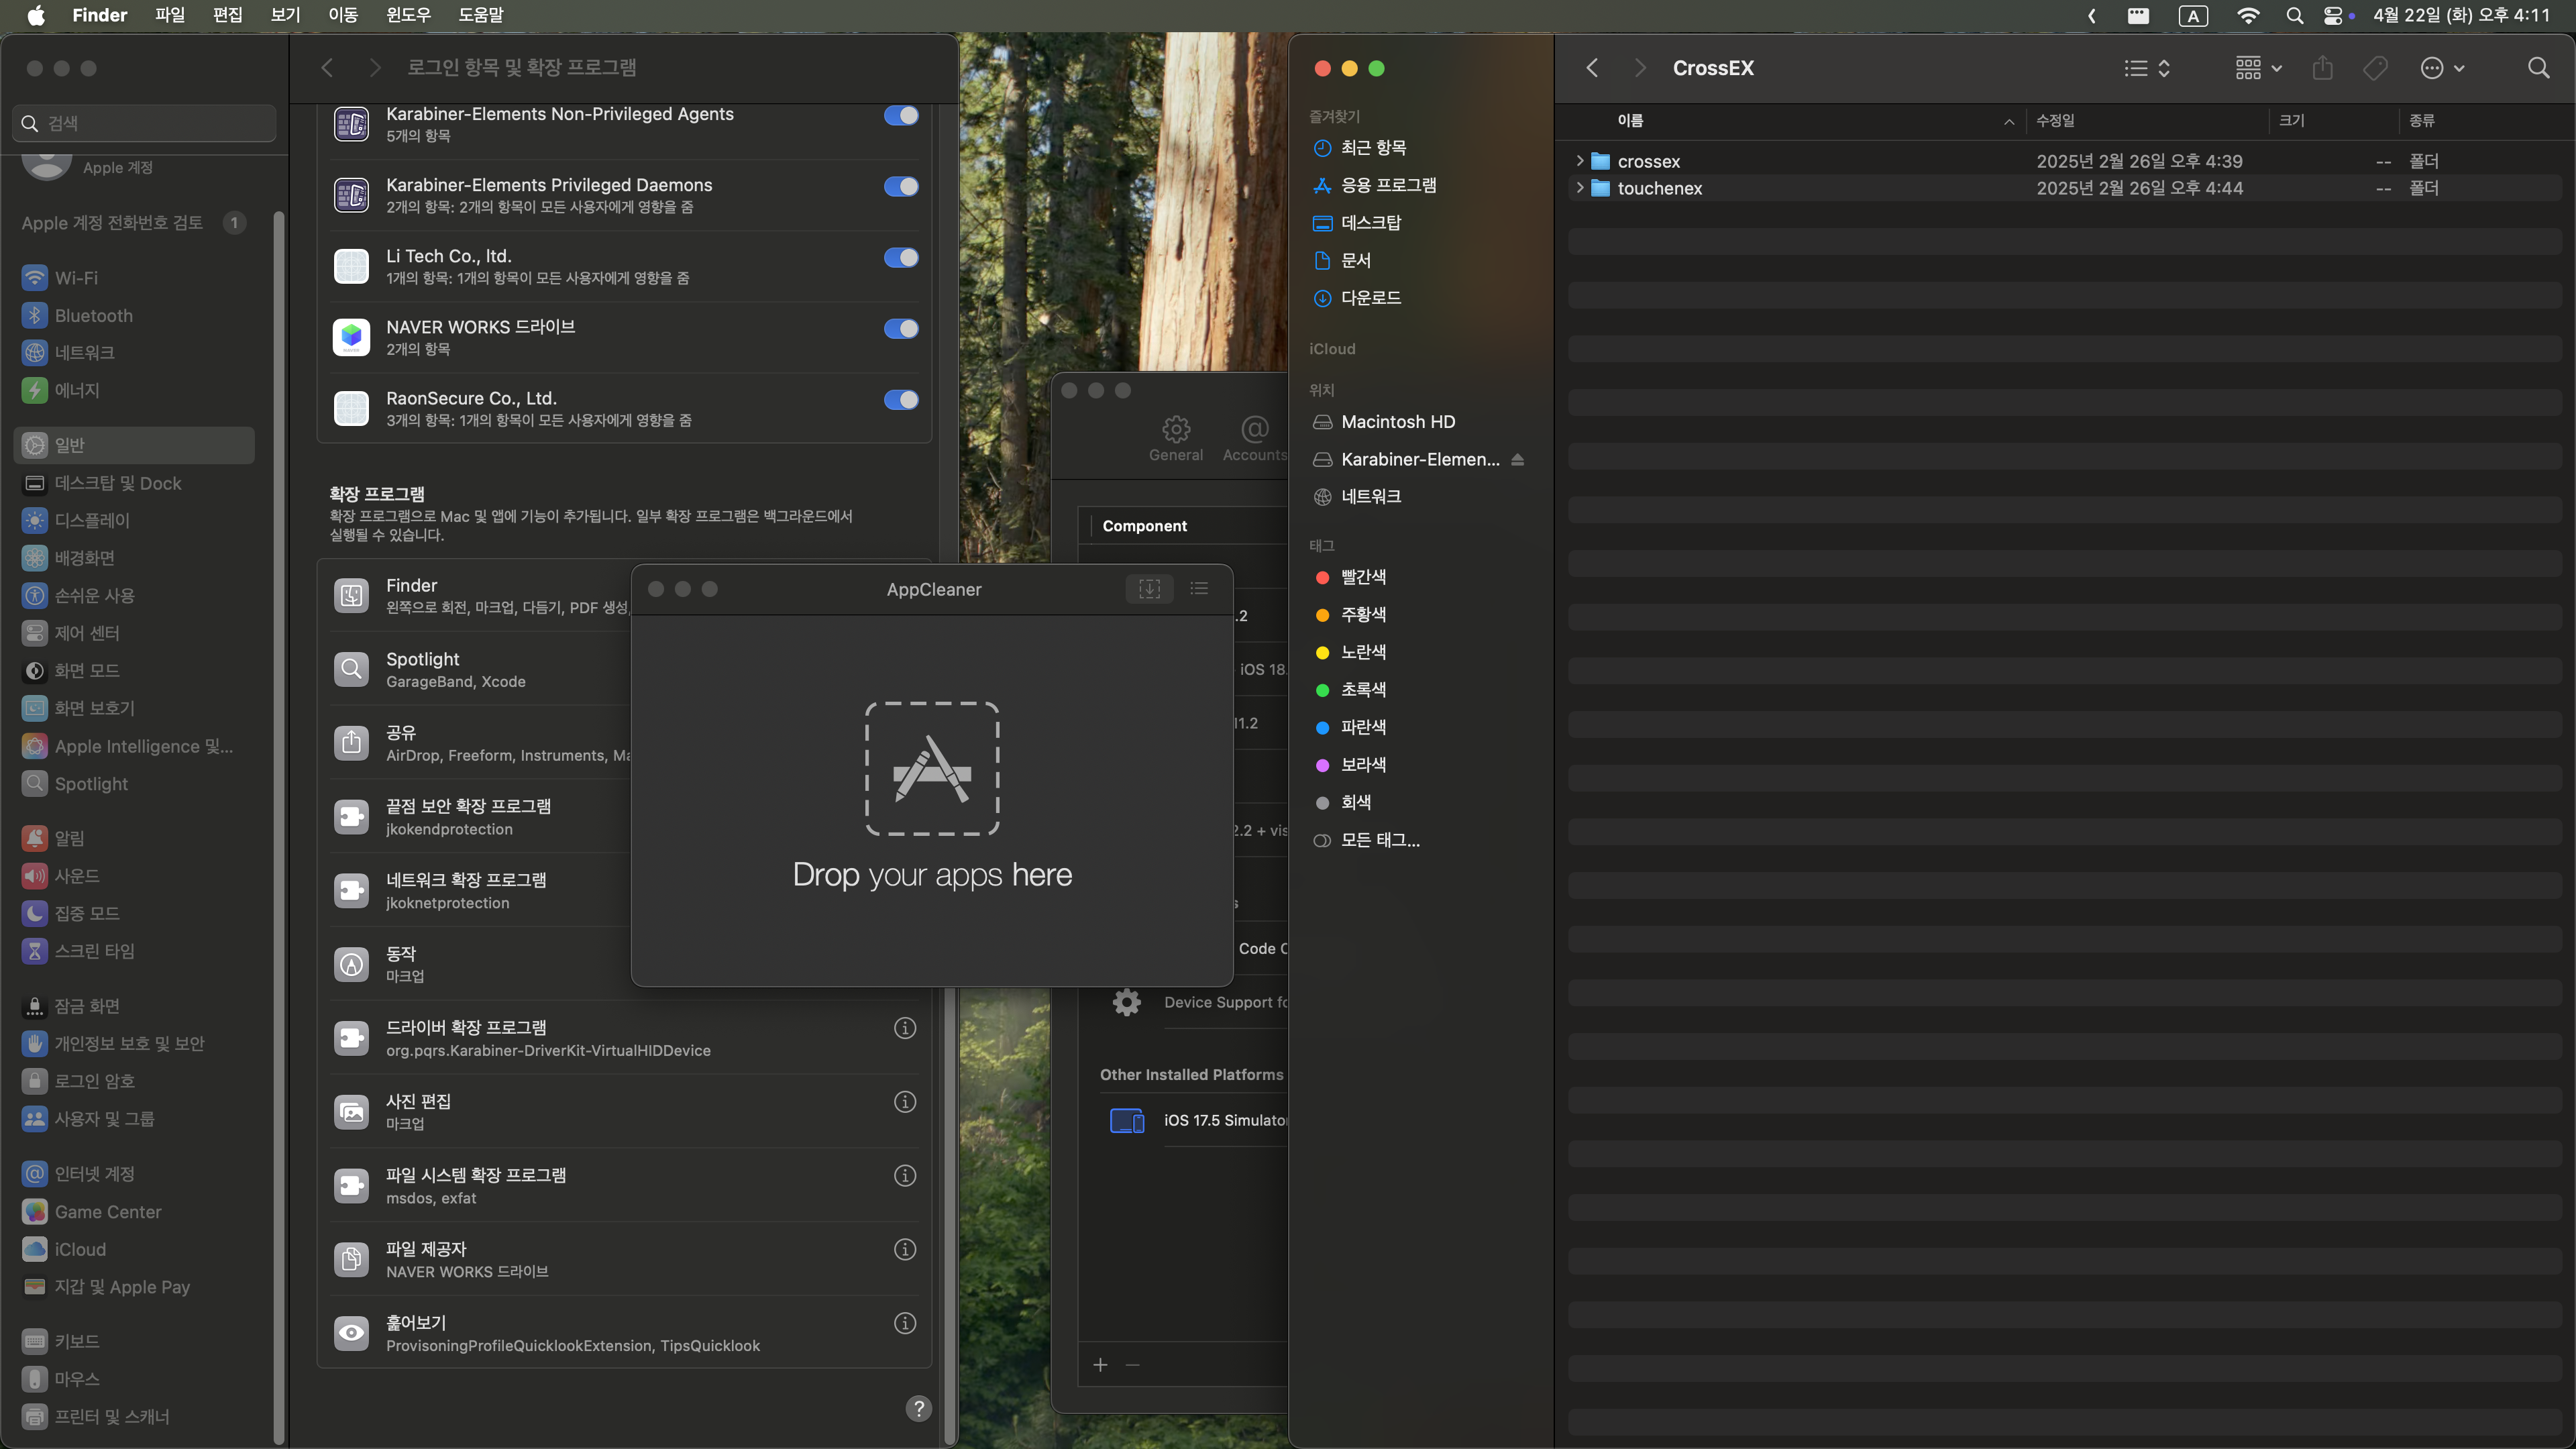 Finder 파일 편집 보기 이동 윈도우 도움말
A 4월 22일 (화) 오후 4:11
검색
Apple 계정
Apple 계정 전화번호 검토 1
Wi-Fi
Bluetooth
네트워크
에너지
일반
데스크탑 및 Dock
디스플레이
배경화면
손쉬운 사용
제어 센터
화면 모드
화면 보호기
Apple Intelligence 및...
Spotlight
알림
사운드
집중 모드
스크린 타임
잠금 화면
개인정보 보호 및 보안
로그인 암호
사용자 및 그룹
인터넷 계정
Game Center
iCloud
지갑 및 Apple Pay
키보드
마우스
프린터 및 스캐너
로그인 항목 및 확장 프로그램
Karabiner-Elements Non-Privileged Agents
5개의 항목
Karabiner-Elements Privileged Daemons
2개의 항목: 2개의 항목이 모든 사용자에게 영향을 줌
Li Tech Co., ltd.
1개의 항목: 1개의 항목이 모든 사용자에게 영향을 줌
NAVER WORKS 드라이브
2개의 항목
RaonSecure Co., Ltd.
3개의 항목: 1개의 항목이 모든 사용자에게 영향을 줌
확장 프로그램
확장 프로그램으로 Mac 및 앱에 기능이 추가됩니다. 일부 확장 프로그램은 백그라운드에서
실행될 수 있습니다.
Finder
왼쪽으로 회전, 마크업, 다듬기, PDF 생성,
Spotlight
GarageBand, Xcode
공유
AirDrop, Freeform, Instruments, Ma
끝점 보안 확장 프로그램
jkokendprotection
네트워크 확장 프로그램
jkoknetprotection
동작
마크업
드라이버 확장 프로그램
org.pqrs.Karabiner-DriverKit-VirtualHIDDevice
사진 편집
마크업
파일 시스템 확장 프로그램
msdos, exfat
파일 제공자
NAVER WORKS 드라이브
훑어보기
ProvisoningProfileQuicklookExtension, TipsQuicklook
?
AppCleaner
Drop your apps here
General Accounts
Component
.2
iOS 18.
11.2
2.2 + vis
s
Code C
Device Support fo
Other Installed Platforms
iOS 17.5 Simulator
즐겨찾기
최근 항목
응용 프로그램
데스크탑
문서
다운로드
iCloud
위치
Macintosh HD
Karabiner-Elemen...
네트워크
태그
빨간색
주황색
노란색
초록색
파란색
보라색
회색
모든 태그...
CrossEX
이름 수정일 크기 종류
crossex 2025년 2월 26일 오후 4:39 -- 폴더
touchenex 2025년 2월 26일 오후 4:44 -- 폴더